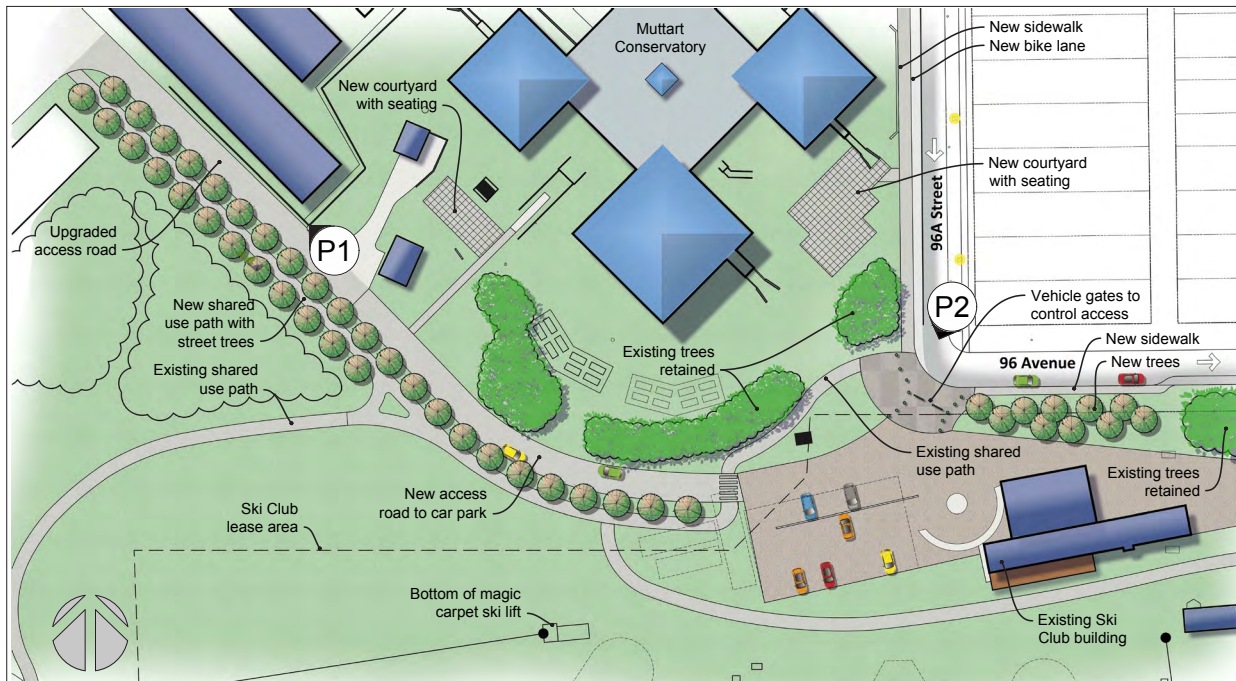 Muttart
Conservatory
New sidewalk
New bike lane
New courtyard
with seating
New courtyard
with seating
96A Street
Upgraded
access road
P1
New shared
use path with
street trees
Existing shared
use path
Existing trees
retained
P2
Vehicle gates to
control access
New sidewalk
96 Avenue
New trees
Existing shared
use path
Existing trees
retained
New access
road to car park
Ski Club
lease area
Bottom of magic
carpet ski lift
Existing Ski
Club building